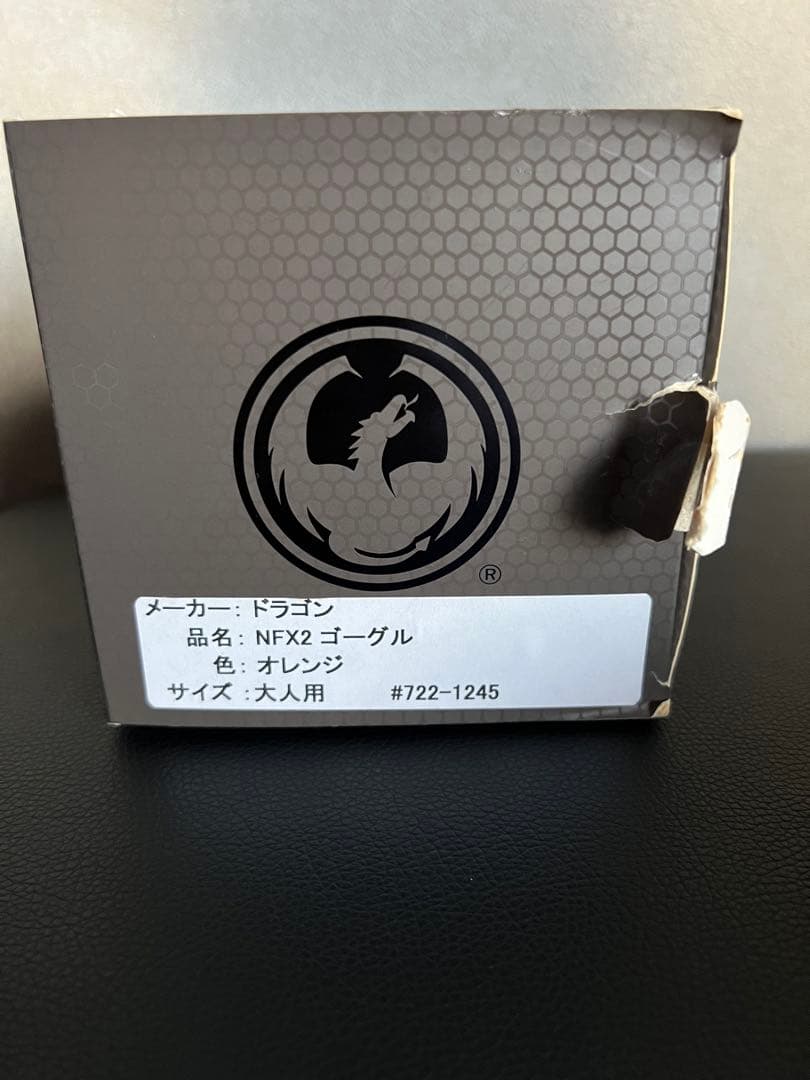 ®
メーカー: ドラゴン
品名: NFX2 ゴーグル
色: オレンジ
サイズ :大人用 #722-1245